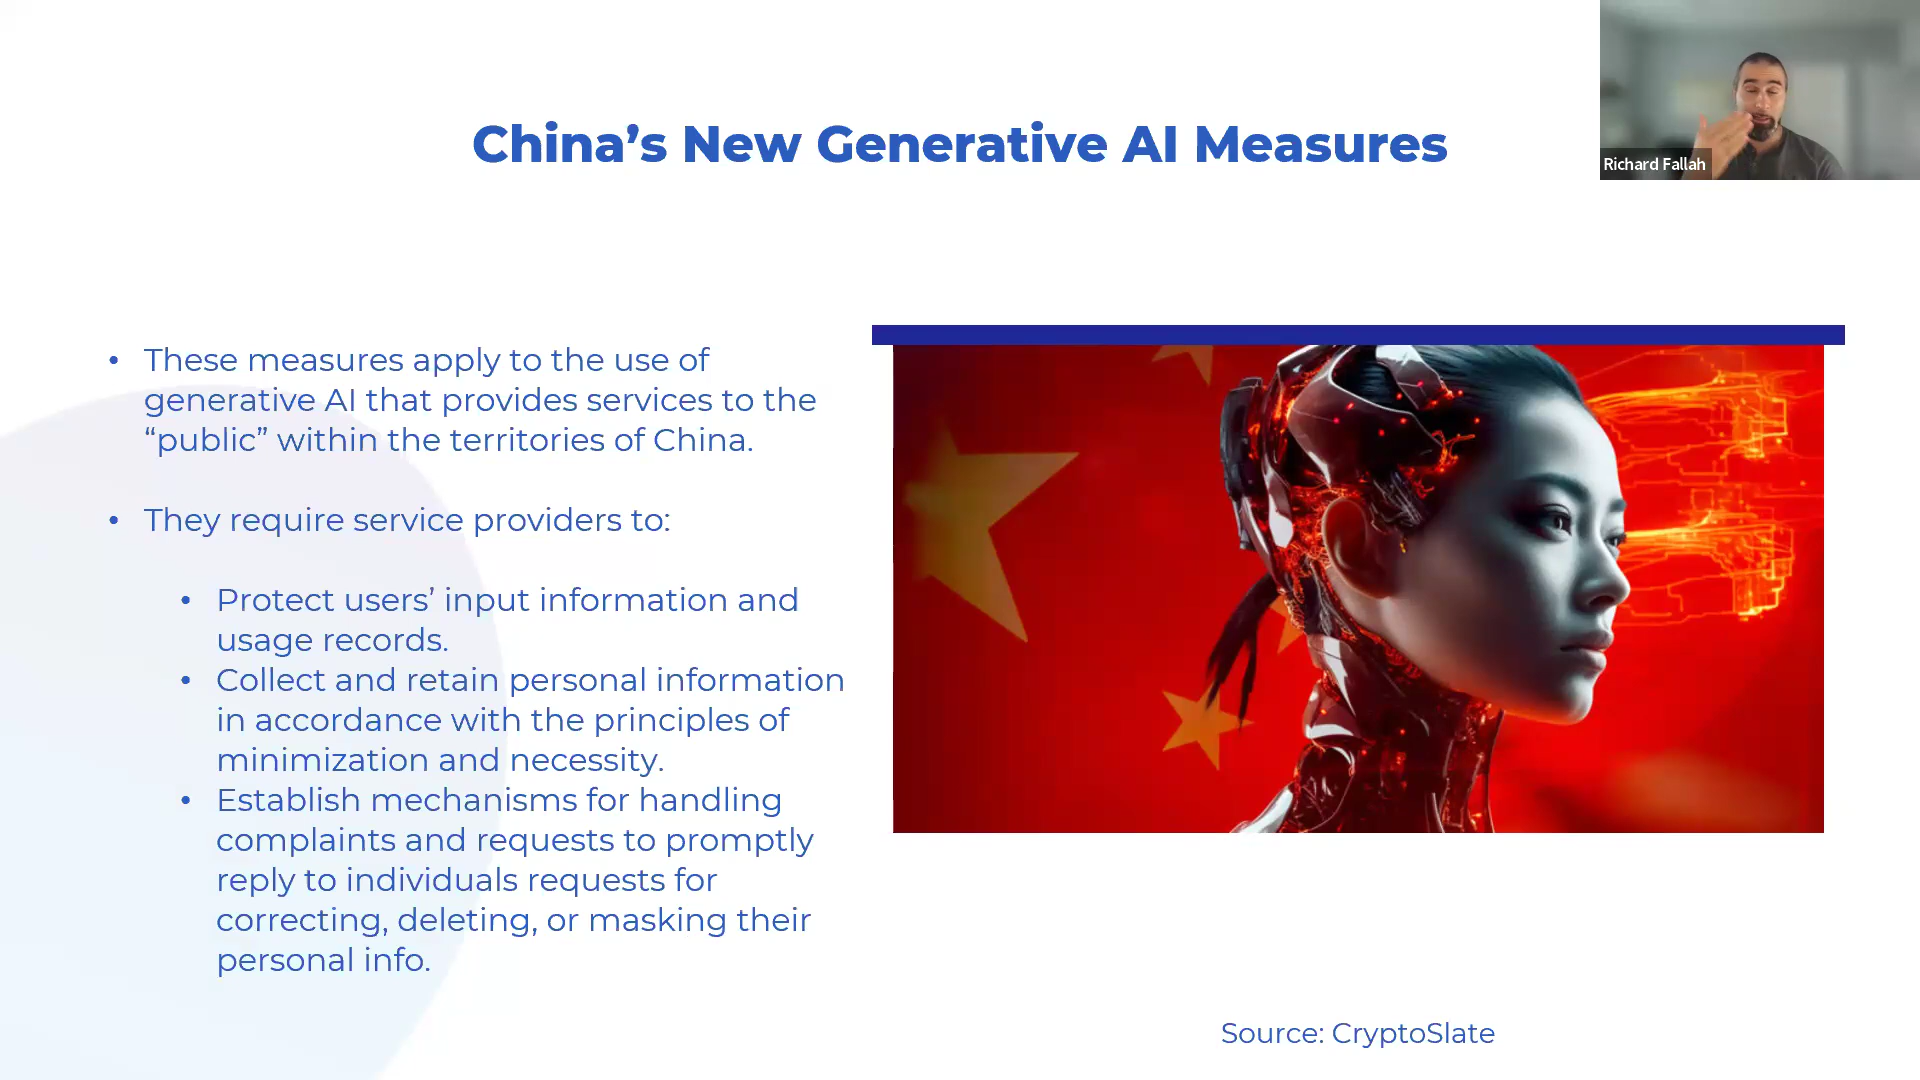 China’s New Generative AI Measures
Richard Fallah
• These measures apply to the use of
generative AI that provides services to the
“public” within the territories of China.
• They require service providers to:
• Protect users’ input information and
usage records.
• Collect and retain personal information
in accordance with the principles of
minimization and necessity.
• Establish mechanisms for handling
complaints and requests to promptly
reply to individuals requests for
correcting, deleting, or masking their
personal info.
Source: CryptoSlate